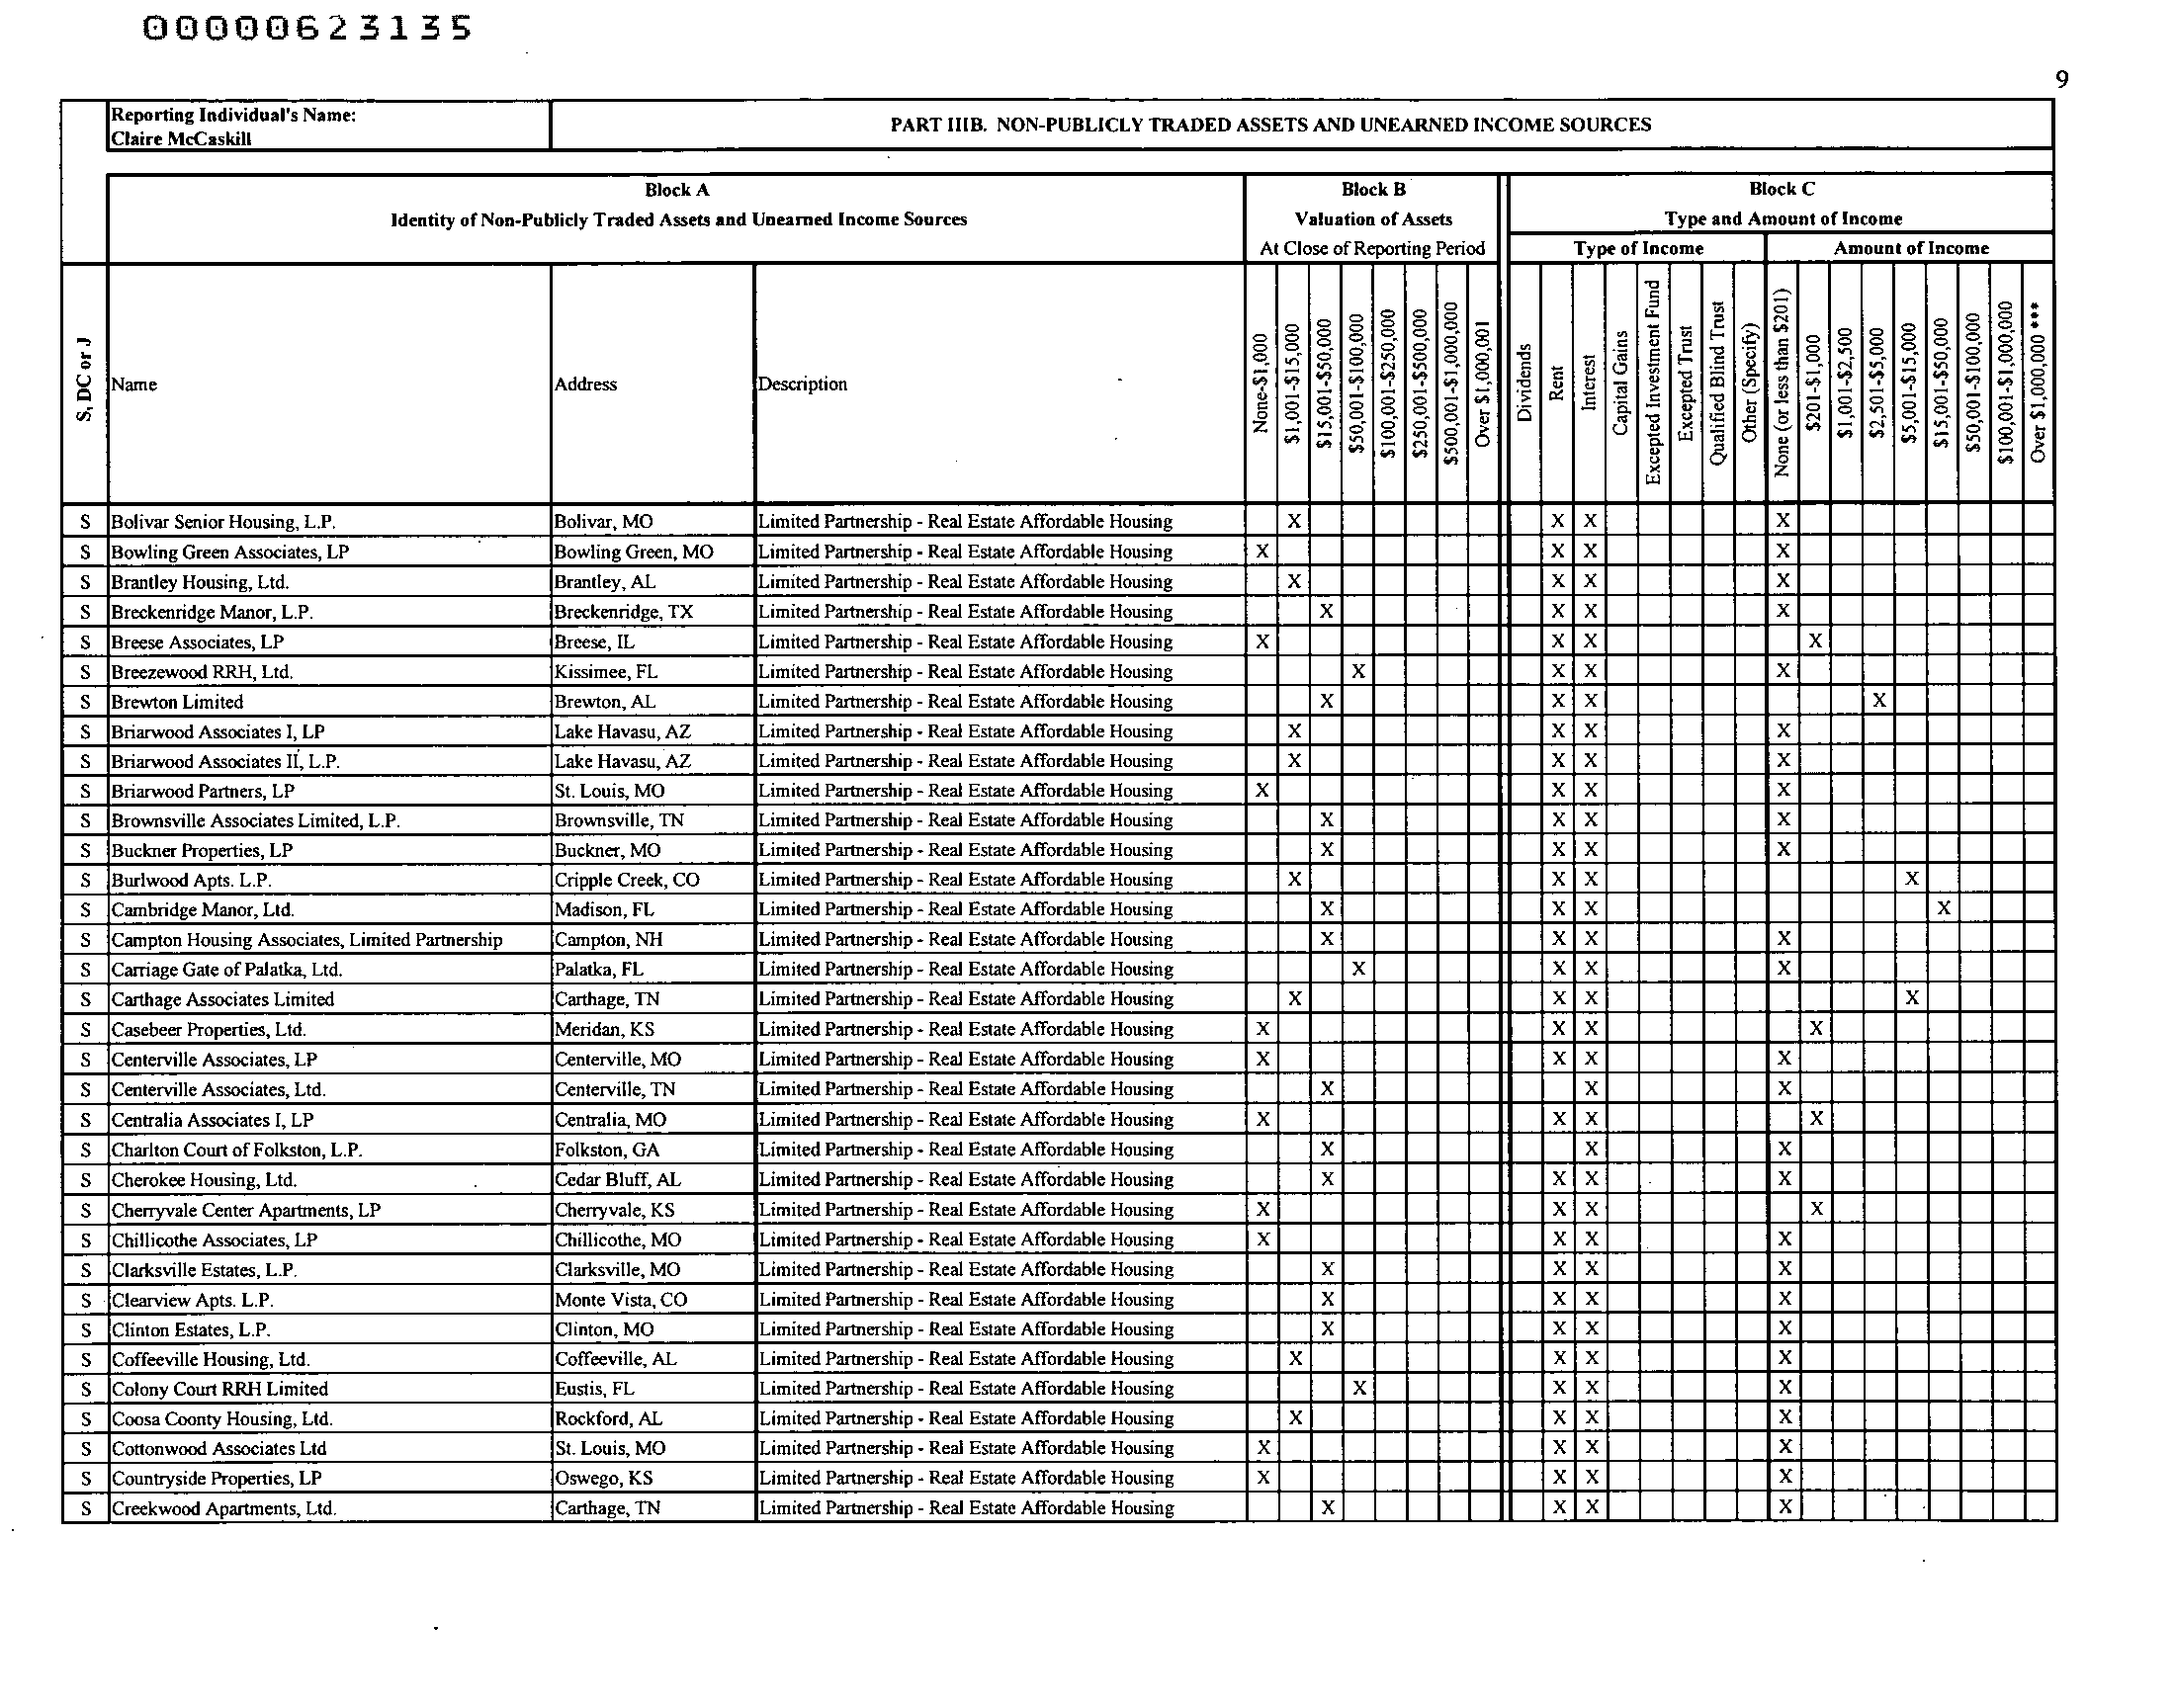 00000623135
9
Reporting Individual's Name:
Claire McCaskill
PART IIIB. NON-PUBLICLY TRADED ASSETS AND UNEARNED INCOME SOURCES
Block A
Identity of Non-Publicly Traded Assets and Unearned Income Sources
Block B
Valuation of Assets
At Close of Reporting Period
Block C
Type and Amount of Income
Type of Income
Amount of Income
S, DC or J
Name
Address
Description
None-$1,000
$1,001-$15,000
$15,001-$50,000
$50,001-$100,000
$100,001-$250,000
$250,001-$500,000
$500,001-$1,000,000
Over $1,000,001
Dividends
Rent
Interest
Capital Gains
Excepted Investment Fund
Excepted Trust
Qualified Blind Trust
Other (Specify)
None (or less than $201)
$201-$1,000
$1,001-$2,500
$2,501-$5,000
$5,001-$15,000
$15,001-$50,000
$50,001-$100,000
$100,001-$1,000,000
Over $1,000,000 ***
S Bolivar Senior Housing, L.P. Bolivar, MO Limited Partnership - Real Estate Affordable Housing X X X X
S Bowling Green Associates, LP Bowling Green, MO Limited Partnership - Real Estate Affordable Housing X X X X
S Brantley Housing, Ltd. Brantley, AL Limited Partnership - Real Estate Affordable Housing X X X X
S Breckenridge Manor, L.P. Breckenridge, TX Limited Partnership - Real Estate Affordable Housing X X X X
S Breese Associates, LP Breese, IL Limited Partnership - Real Estate Affordable Housing X X X X
S Breezewood RRH, Ltd. Kissimee, FL Limited Partnership - Real Estate Affordable Housing X X X X
S Brewton Limited Brewton, AL Limited Partnership - Real Estate Affordable Housing X X X X
S Briarwood Associates I, LP Lake Havasu, AZ Limited Partnership - Real Estate Affordable Housing X X X X
S Briarwood Associates II, L.P. Lake Havasu, AZ Limited Partnership - Real Estate Affordable Housing X X X X
S Briarwood Partners, LP St. Louis, MO Limited Partnership - Real Estate Affordable Housing X X X X
S Brownsville Associates Limited, L.P. Brownsville, TN Limited Partnership - Real Estate Affordable Housing X X X X
S Buckner Properties, LP Buckner, MO Limited Partnership - Real Estate Affordable Housing X X X X
S Burlwood Apts. L.P. Cripple Creek, CO Limited Partnership - Real Estate Affordable Housing X X X X
S Cambridge Manor, Ltd. Madison, FL Limited Partnership - Real Estate Affordable Housing X X X X
S Campton Housing Associates, Limited Partnership Campton, NH Limited Partnership - Real Estate Affordable Housing X X X X
S Carriage Gate of Palatka, Ltd. Palatka, FL Limited Partnership - Real Estate Affordable Housing X X X X
S Carthage Associates Limited Carthage, TN Limited Partnership - Real Estate Affordable Housing X X X X
S Casebeer Properties, Ltd. Meridan, KS Limited Partnership - Real Estate Affordable Housing X X X X
S Centerville Associates, LP Centerville, MO Limited Partnership - Real Estate Affordable Housing X X X X
S Centerville Associates, Ltd. Centerville, TN Limited Partnership - Real Estate Affordable Housing X X X
S Centralia Associates I, LP Centralia, MO Limited Partnership - Real Estate Affordable Housing X X X X
S Charlton Court of Folkston, L.P. Folkston, GA Limited Partnership - Real Estate Affordable Housing X X X
S Cherokee Housing, Ltd. Cedar Bluff, AL Limited Partnership - Real Estate Affordable Housing X X X X
S Cherryvale Center Apartments, LP Cherryvale, KS Limited Partnership - Real Estate Affordable Housing X X X X
S Chillicothe Associates, LP Chillicothe, MO Limited Partnership - Real Estate Affordable Housing X X X X
S Clarksville Estates, L.P. Clarksville, MO Limited Partnership - Real Estate Affordable Housing X X X X
S Clearview Apts. L.P. Monte Vista, CO Limited Partnership - Real Estate Affordable Housing X X X X
S Clinton Estates, L.P. Clinton, MO Limited Partnership - Real Estate Affordable Housing X X X X
S Coffeeville Housing, Ltd. Coffeeville, AL Limited Partnership - Real Estate Affordable Housing X X X X
S Colony Court RRH Limited Eustis, FL Limited Partnership - Real Estate Affordable Housing X X X X
S Coosa Coonty Housing, Ltd. Rockford, AL Limited Partnership - Real Estate Affordable Housing X X X X
S Cottonwood Associates Ltd St. Louis, MO Limited Partnership - Real Estate Affordable Housing X X X X
S Countryside Properties, LP Oswego, KS Limited Partnership - Real Estate Affordable Housing X X X X
S Creekwood Apartments, Ltd. Carthage, TN Limited Partnership - Real Estate Affordable Housing X X X X